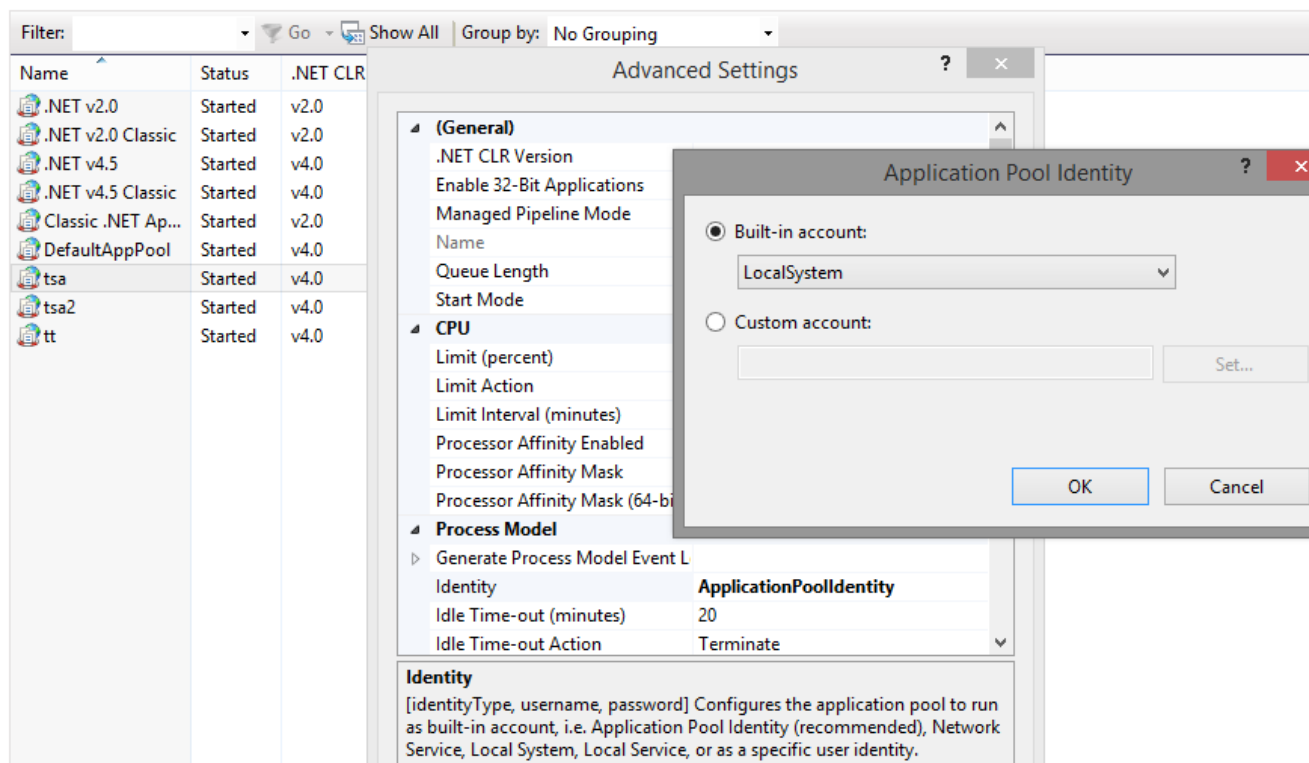 Filter: Go Show All Group by: No Grouping
Name Status .NET CLR
.NET v2.0 Started v2.0
.NET v2.0 Classic Started v2.0
.NET v4.5 Started v4.0
.NET v4.5 Classic Started v4.0
Classic .NET Ap... Started v2.0
DefaultAppPool Started v4.0
tsa Started v4.0
tsa2 Started v4.0
tt Started v4.0
Advanced Settings ?
(General)
.NET CLR Version
Enable 32-Bit Applications
Managed Pipeline Mode
Name
Queue Length
Start Mode
CPU
Limit (percent)
Limit Action
Limit Interval (minutes)
Processor Affinity Enabled
Processor Affinity Mask
Processor Affinity Mask (64-bi
Process Model
Generate Process Model Event L
Identity ApplicationPoolIdentity
Idle Time-out (minutes) 20
Idle Time-out Action Terminate
Identity
[identityType, username, password] Configures the application pool to run
as built-in account, i.e. Application Pool Identity (recommended), Network
Service, Local System, Local Service, or as a specific user identity.
Application Pool Identity ?
Built-in account:
LocalSystem
Custom account:
Set...
OK Cancel